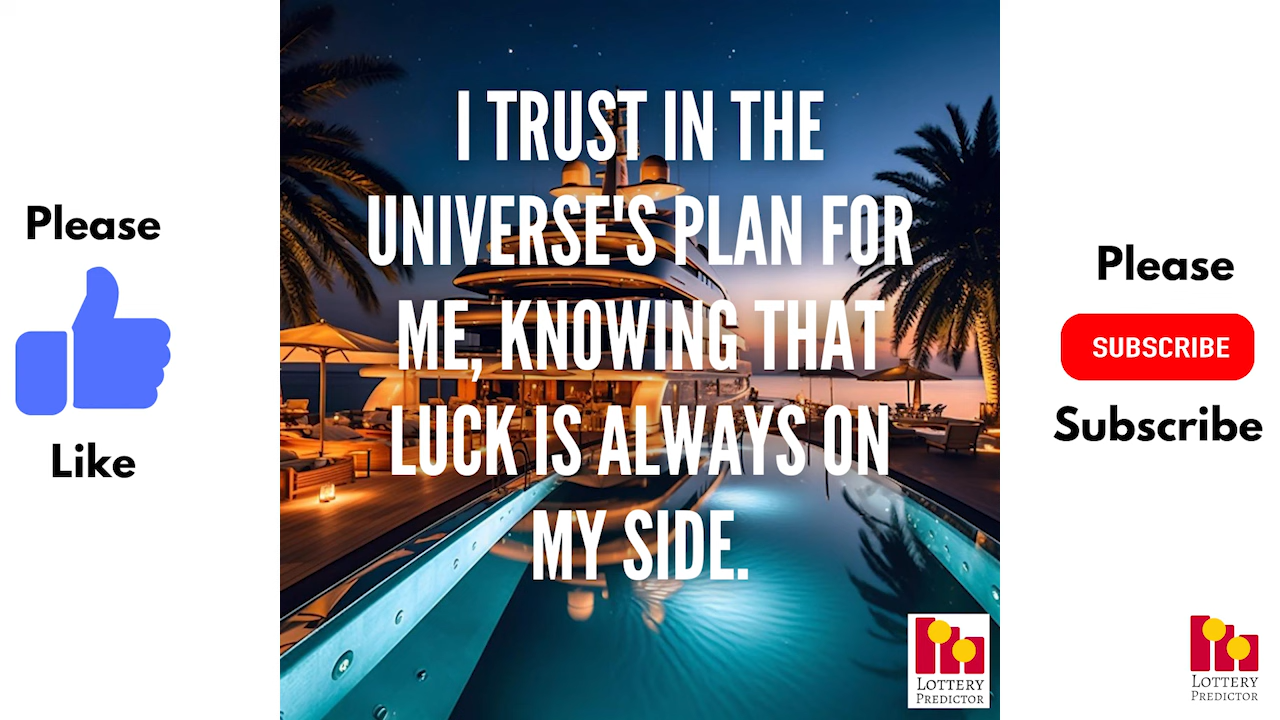 Please
Like
I TRUST IN THE
UNIVERSE'S PLAN FOR
ME, KNOWING THAT
LUCK IS ALWAYS ON
MY SIDE.
LOTTERY
PREDICTOR
Please
SUBSCRIBE
Subscribe
LOTTERY
PREDICTOR